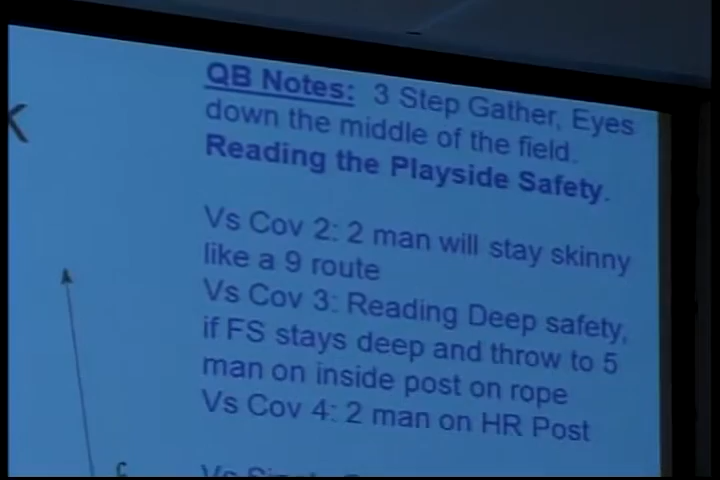 K
QB Notes: 3 Step Gather, Eyes
down the middle of the field.
Reading the Playside Safety.
Vs Cov 2: 2 man will stay skinny
like a 9 route
Vs Cov 3: Reading Deep safety,
if FS stays deep and throw to 5
man on inside post on rope
Vs Cov 4: 2 man on HR Post
Vs